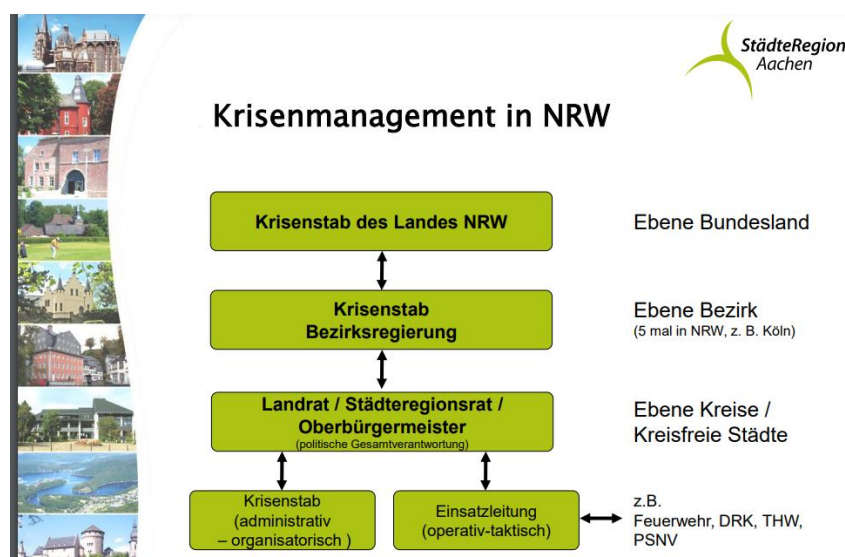 StädteRegion
Aachen
Krisenmanagement in NRW
Krisenstab des Landes NRW
Ebene Bundesland
Krisenstab
Bezirksregierung
Ebene Bezirk
(5 mal in NRW, z. B. Köln)
Landrat / Städteregionsrat /
Oberbürgermeister
(politische Gesamtverantwortung)
Ebene Kreise /
Kreisfreie Städte
Krisenstab
(administrativ
– organisatorisch )
Einsatzleitung
(operativ-taktisch)
z.B.
Feuerwehr, DRK, THW,
PSNV